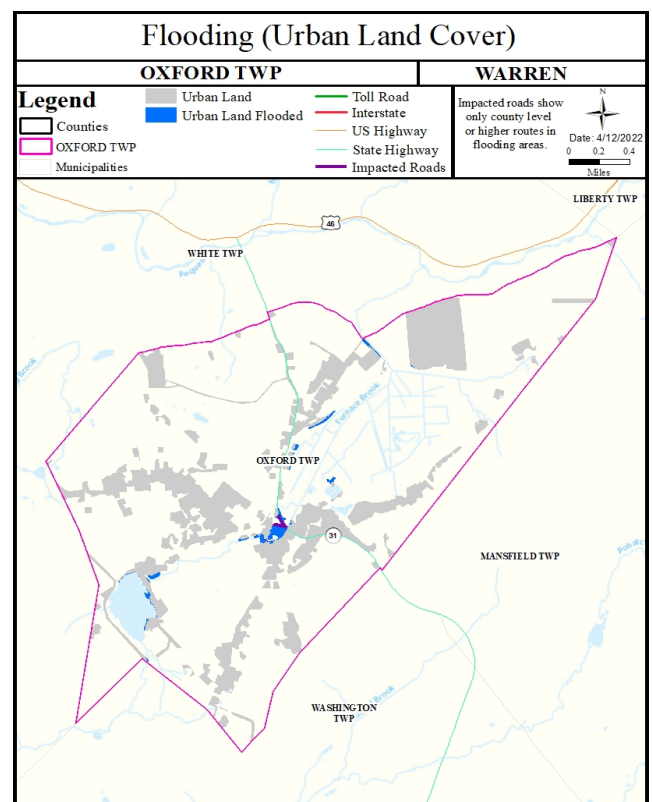 Flooding (Urban Land Cover)
OXFORD TWP
WARREN
Legend
Counties
OXFORD TWP
Municipalities
Urban Land
Urban Land Flooded
Toll Road
Interstate
US Highway
State Highway
Impacted Roads
Impacted roads show
only county level
or higher routes in
flooding areas.
N
Date: 4/12/2022
0 0.2 0.4
Miles
LIBERTY TWP
46
WHITE TWP
Furnace Brook
Brook
OXFORD TWP
31
MANSFIELD TWP
WASHINGTON
TWP
Brook